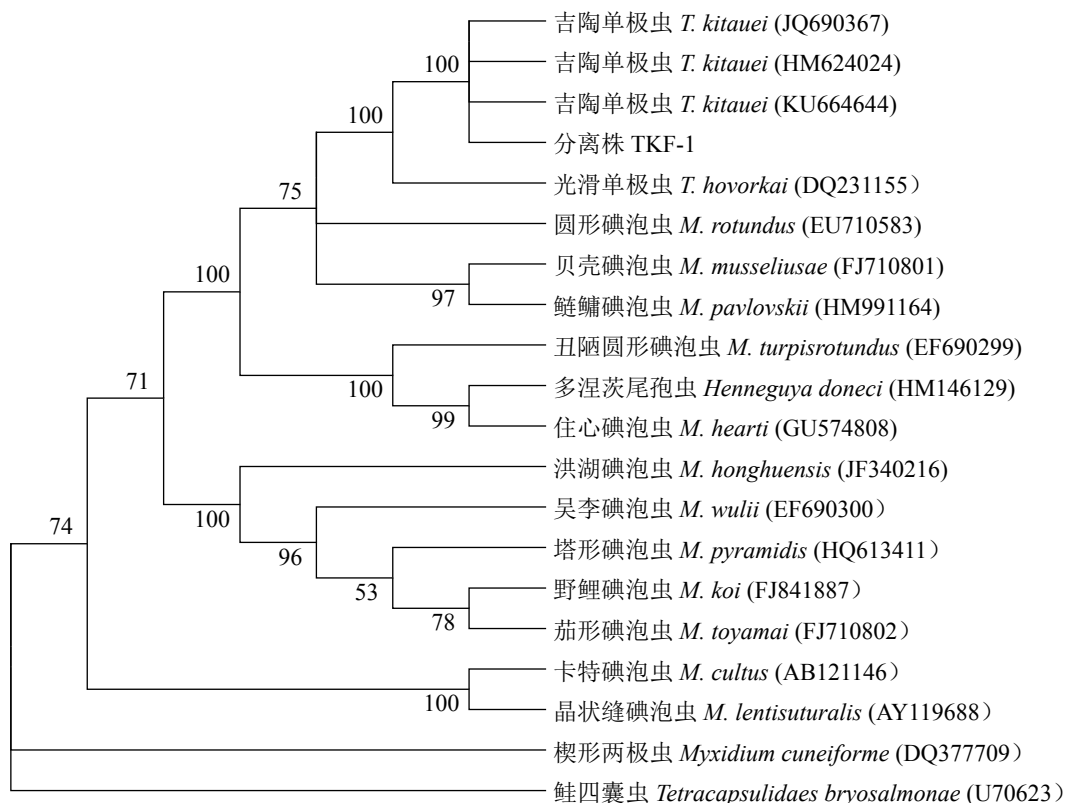 吉陶单极虫 T. kitauei (JQ690367)
吉陶单极虫 T. kitauei (HM624024)
100
吉陶单极虫 T. kitauei (KU664644)
100
分离株 TKF-1
光滑单极虫 T. hovorkai (DQ231155）
75
圆形碘泡虫 M. rotundus (EU710583)
贝壳碘泡虫 M. musseliusae (FJ710801)
100
97
鲢鳙碘泡虫 M. pavlovskii (HM991164)
丑陋圆形碘泡虫 M. turpisrotundus (EF690299)
71
100
多涅茨尾孢虫 Henneguya doneci (HM146129)
99
住心碘泡虫 M. hearti (GU574808)
洪湖碘泡虫 M. honghuensis (JF340216)
100
吴李碘泡虫 M. wulii (EF690300）
74
96
塔形碘泡虫 M. pyramidis (HQ613411）
53
野鲤碘泡虫 M. koi (FJ841887）
78
茄形碘泡虫 M. toyamai (FJ710802）
卡特碘泡虫 M. cultus (AB121146）
100
晶状缝碘泡虫 M. lentisuturalis (AY119688）
楔形两极虫 Myxidium cuneiforme (DQ377709）
鲑四囊虫 Tetracapsulidaes bryosalmonae (U70623）